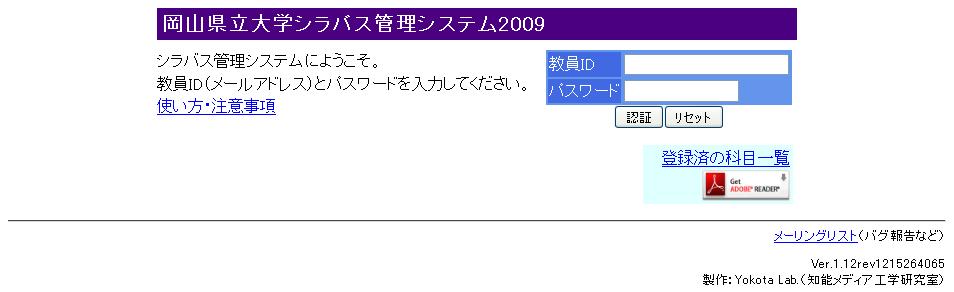 岡山県立大学シラバス管理システム2009
シラバス管理システムにようこそ。
教員ID(メールアドレス)とパスワードを入力してください。
使い方・注意事項
教員ID
パスワード
認証 リセット
登録済の科目一覧
Get
ADOBE® READER®
メーリングリスト(バグ報告など)
Ver.1.12rev1215264065
製作: Yokota Lab.(知能メディア工学研究室)